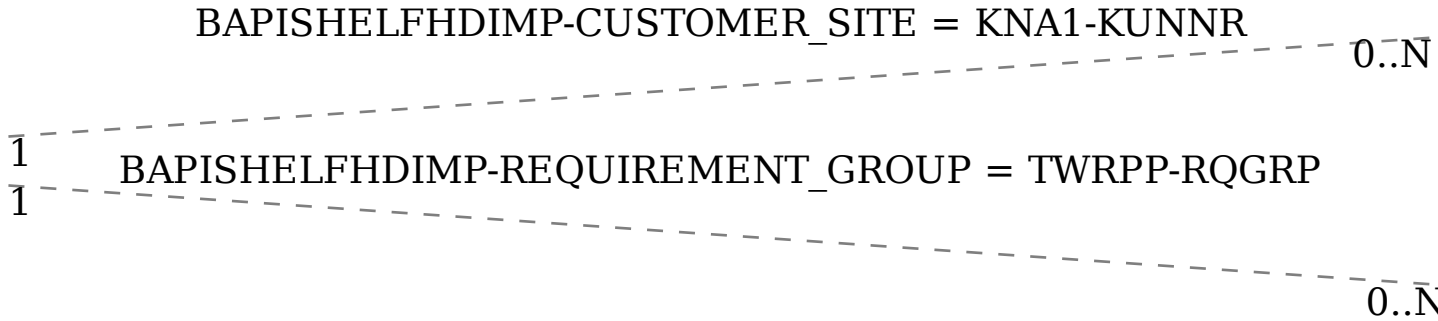 BAPISHELFHDIMP-CUSTOMER_SITE = KNA1-KUNNR
0..N
1
BAPISHELFHDIMP-REQUIREMENT_GROUP = TWRPP-RQGRP
1
0..N